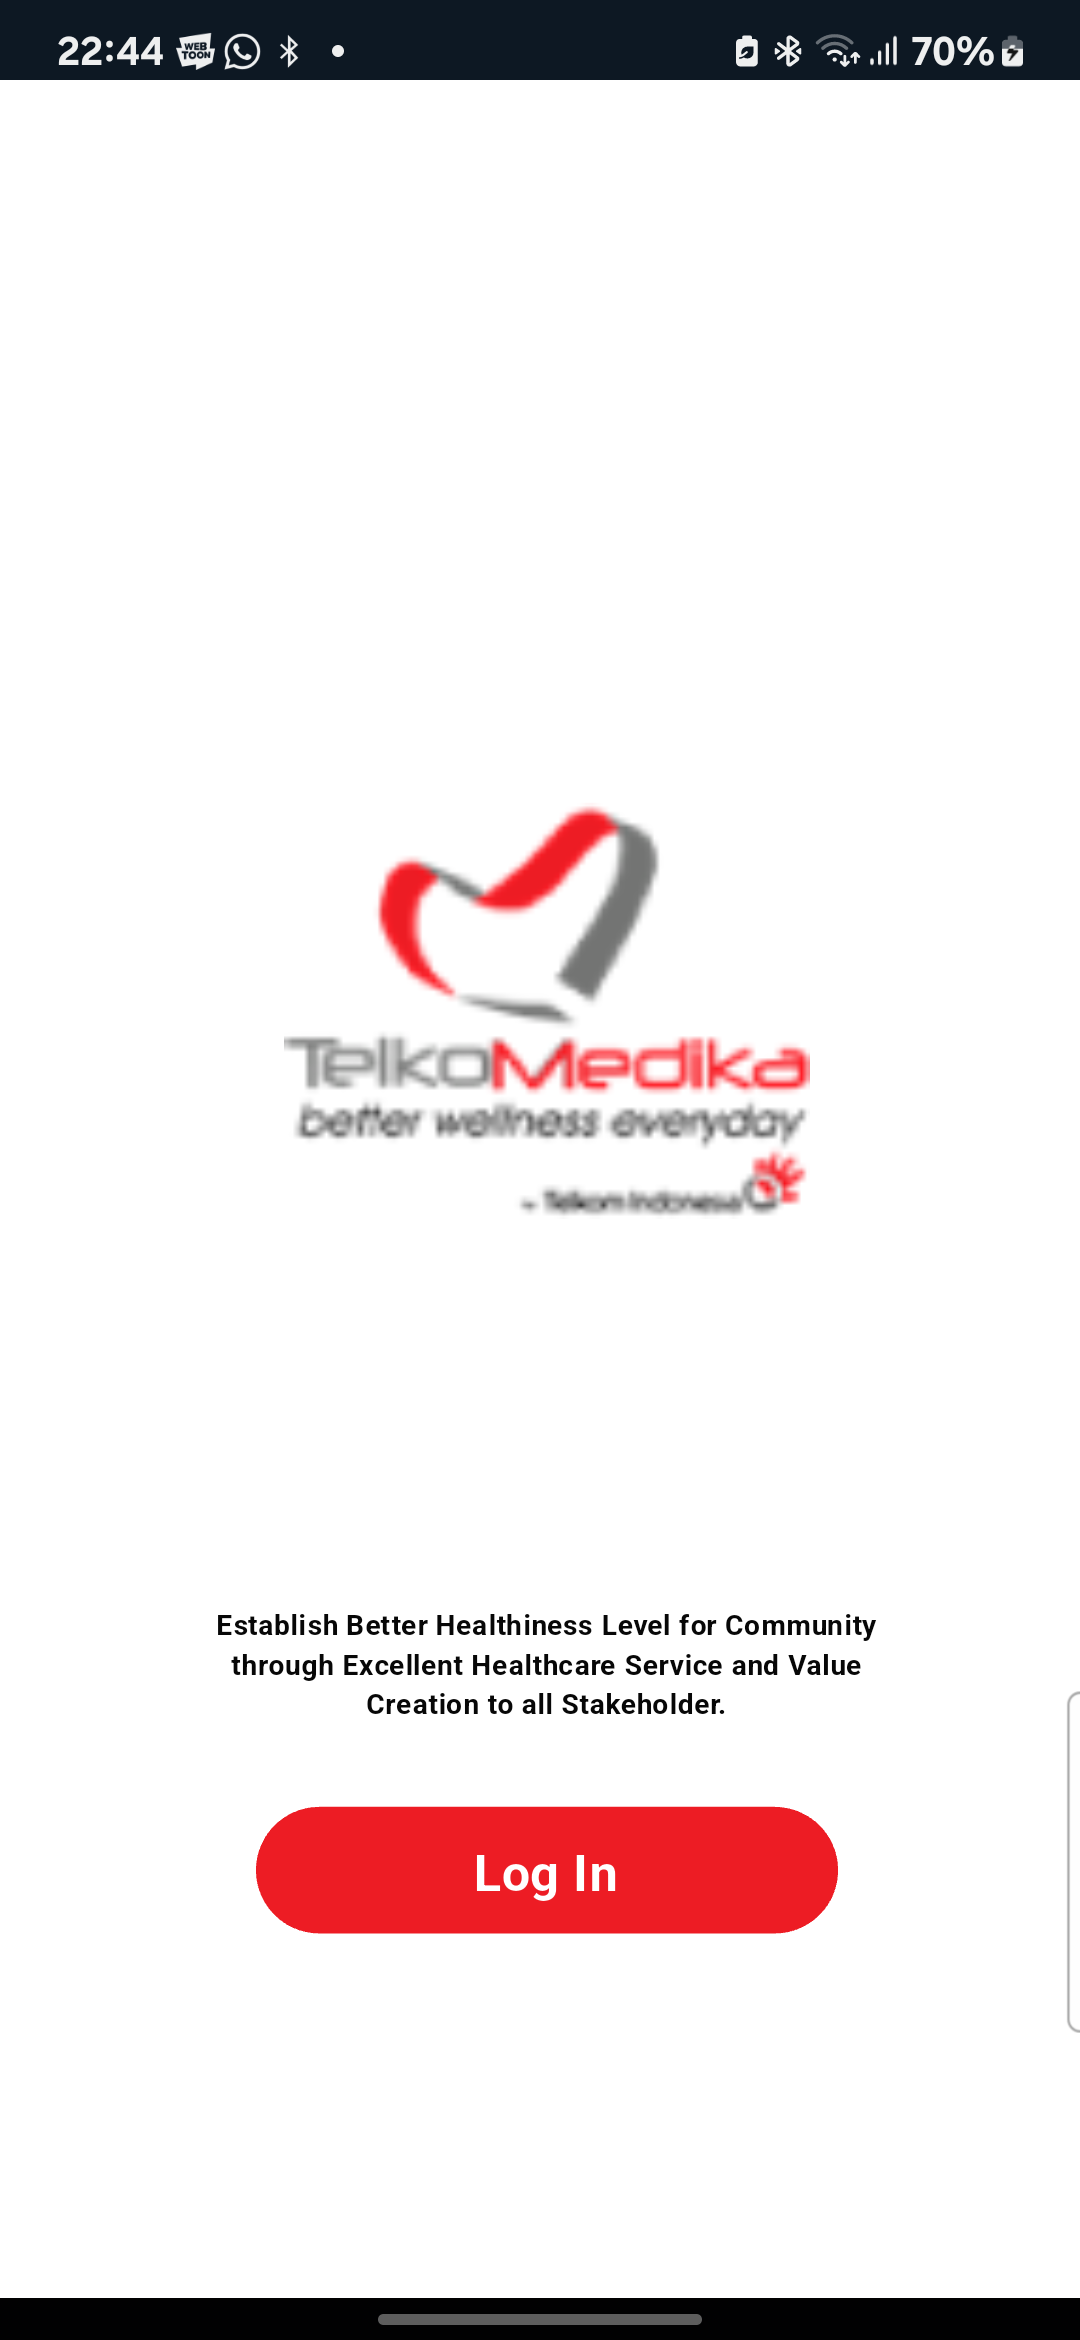 22:44 WEB TOON 70%
TelkoMedika
better wellness everyday
- Telkom Indonesia
Establish Better Healthiness Level for Community
through Excellent Healthcare Service and Value
Creation to all Stakeholder.
Log In